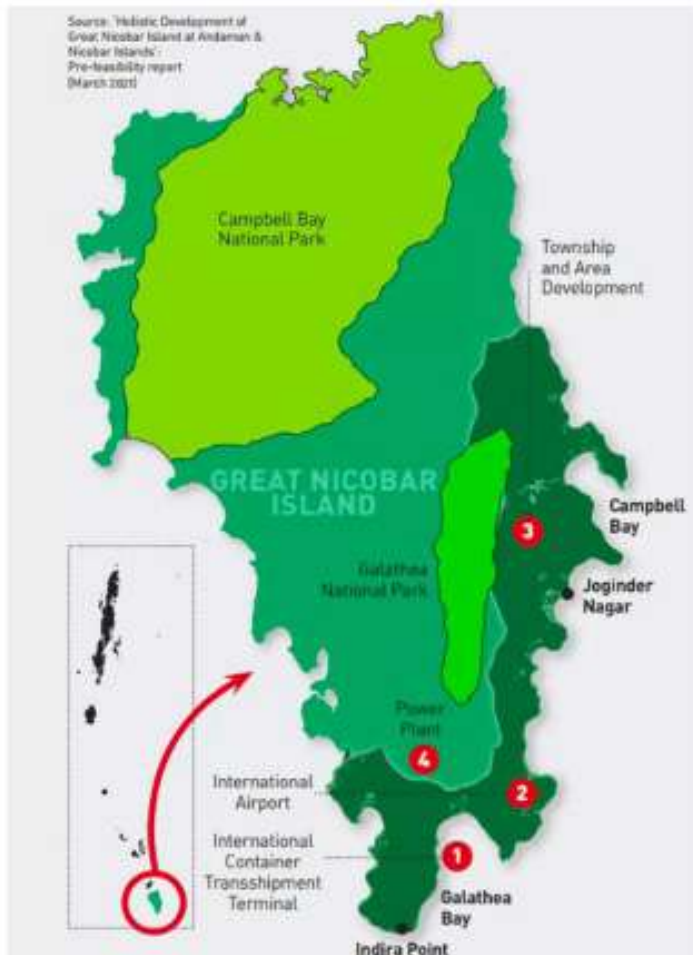 Source: 'Holistic Development of
Great Nicobar Island at Andaman &
Nicobar Islands':
Pre-feasibility report
(March 2021)
Campbell Bay
National Park
Township
and Area
Development
GREAT NICOBAR
ISLAND
3
Campbell
Bay
Galathea
National Park
Joginder
Nagar
Power
Plant
4
International
Airport
2
International
Container
Transshipment
Terminal
1
Galathea
Bay
Indira Point